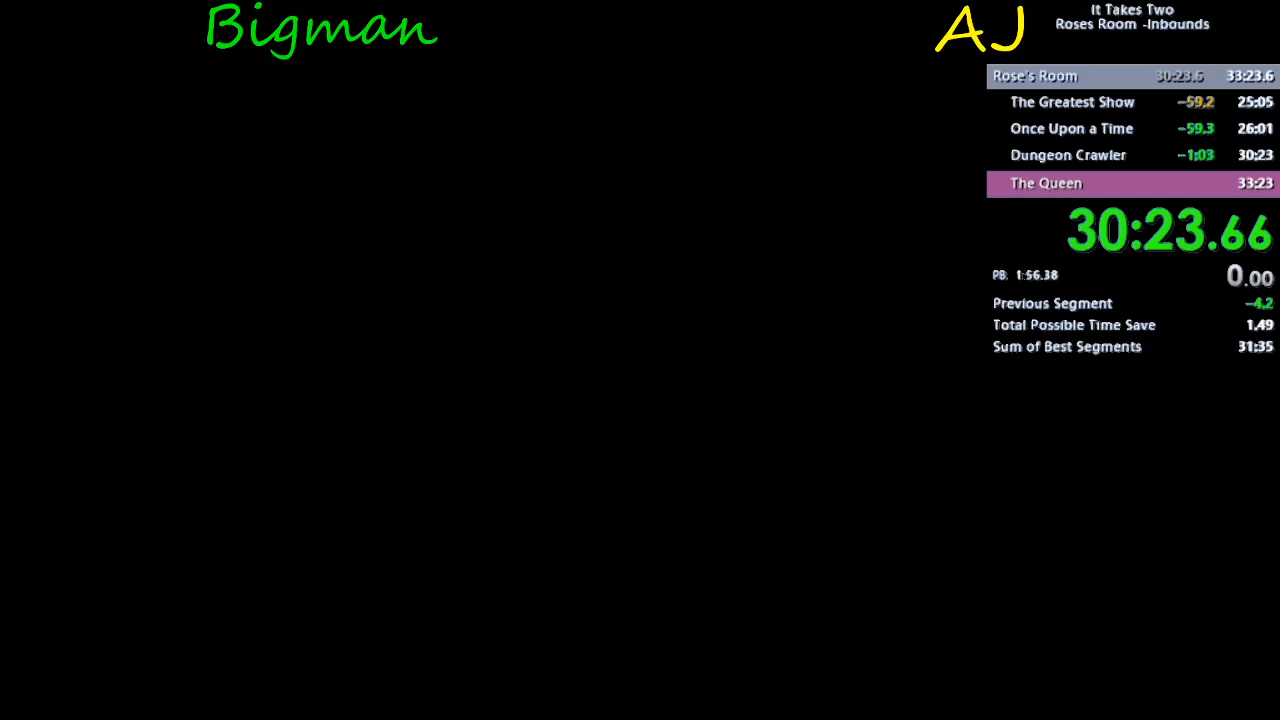 Bigman
AJ
It Takes Two
Roses Room -Inbounds
Rose's Room 30:23.6 33:23.6
The Greatest Show -59.2 25:05
Once Upon a Time -59.3 26:01
Dungeon Crawler -1:03 30:23
The Queen 33:23
30:23.66
PB: 1:56.38 0.00
Previous Segment -4.2
Total Possible Time Save 1.49
Sum of Best Segments 31:35